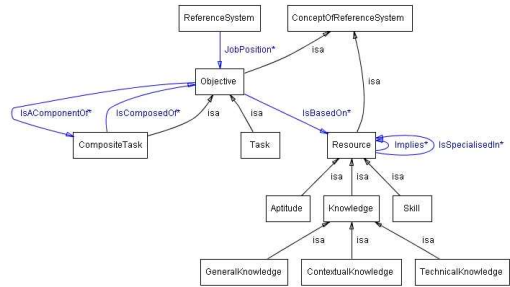 ReferenceSystem ConceptOfReferenceSystem
JobPosition* isa
isa
Objective
IsAComponentOf* IsComposedOf* isa isa IsBasedOn*
CompositeTask Task Resource Implies* IsSpecialisedIn*
isa isa isa
Aptitude Knowledge Skill
isa isa isa
GeneralKnowledge ContextualKnowledge TechnicalKnowledge